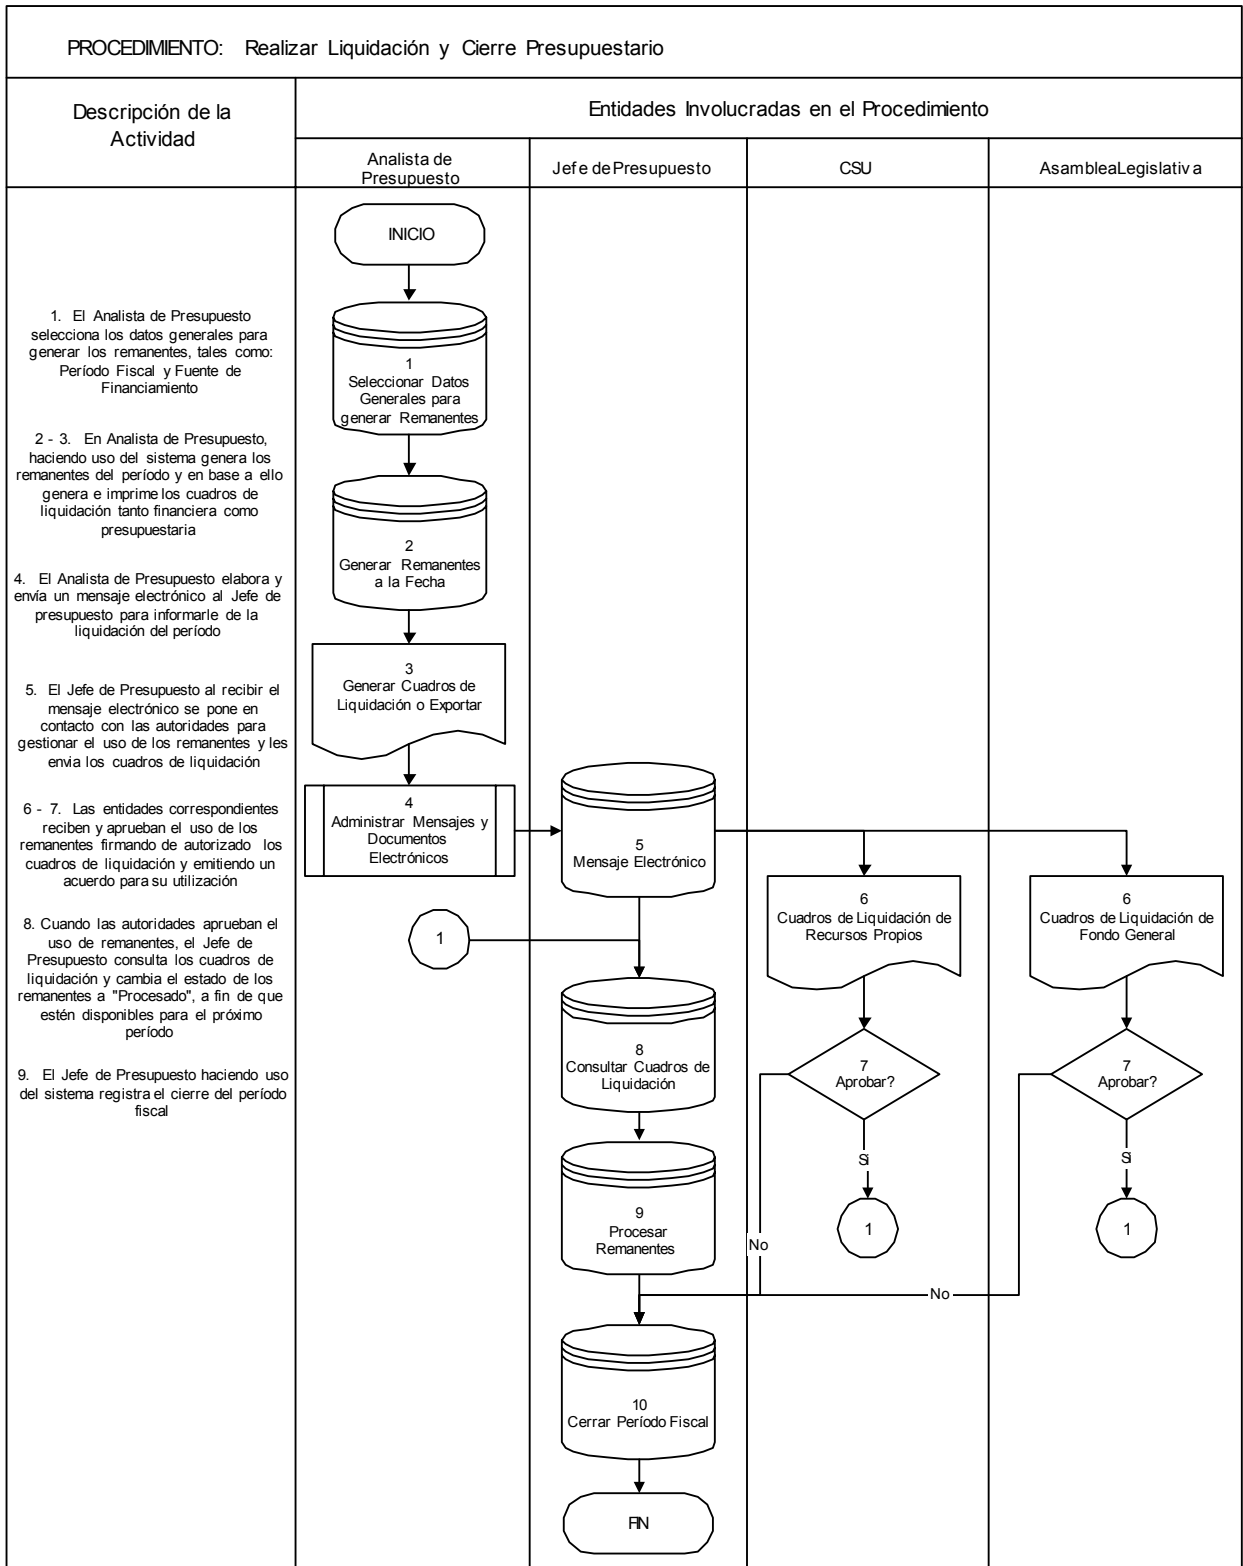 PROCEDIMIENTO: Realizar Liquidación y Cierre Presupuestario
Descripción de la
Actividad
Entidades Involucradas en el Procedimiento
Analista de
Presupuesto
Jefe de Presupuesto
CSU
AsambleaLegislativa
1. El Analista de Presupuesto
selecciona los datos generales para
generar los remanentes, tales como:
Período Fiscal y Fuente de
Financiamiento
2 - 3. En Analista de Presupuesto,
haciendo uso del sistema genera los
remanentes del período y en base a ello
genera e imprime los cuadros de
liquidación tanto financiera como
presupuestaria
4. El Analista de Presupuesto elabora y
envía un mensaje electrónico al Jefe de
presupuesto para informarle de la
liquidación del período
5. El Jefe de Presupuesto al recibir el
mensaje electrónico se pone en
contacto con las autoridades para
gestionar el uso de los remanentes y les
envia los cuadros de liquidación
6 - 7. Las entidades correspondientes
reciben y aprueban el uso de los
remanentes firmando de autorizado los
cuadros de liquidación y emitiendo un
acuerdo para su utilización
8. Cuando las autoridades aprueban el
uso de remanentes, el Jefe de
Presupuesto consulta los cuadros de
liquidación y cambia el estado de los
remanentes a "Procesado", a fin de que
estén disponibles para el próximo
período
9. El Jefe de Presupuesto haciendo uso
del sistema registra el cierre del período
fiscal
INICIO
1
Seleccionar Datos
Generales para
generar Remanentes
2
Generar Remanentes
a la Fecha
3
Generar Cuadros de
Liquidación o Exportar
4
Administrar Mensajes y
Documentos
Electrónicos
5
Mensaje Electrónico
6
Cuadros de Liquidación de
Recursos Propios
6
Cuadros de Liquidación de
Fondo General
1
8
Consultar Cuadros de
Liquidación
7
Aprobar?
7
Aprobar?
Si
Si
9
Procesar
Remanentes
1
1
No
No
10
Cerrar Período Fiscal
FIN